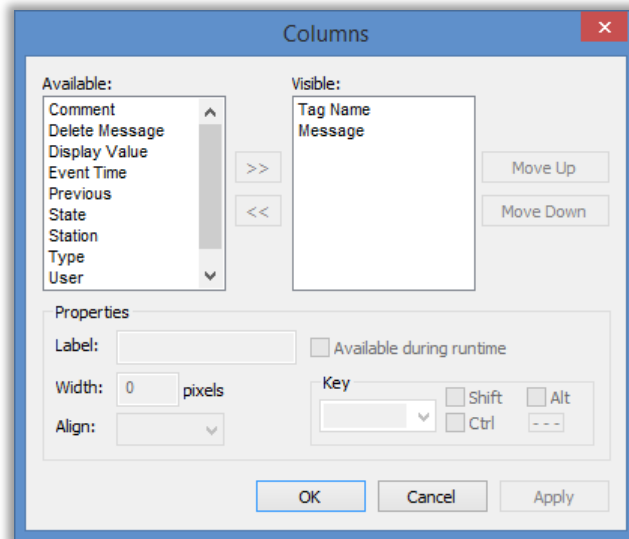 Columns
Available:
Comment
Delete Message
Display Value
Event Time
Previous
State
Station
Type
User
>>
<<
Visible:
Tag Name
Message
Move Up
Move Down
Properties
Label:
Available during runtime
Width: 0 pixels
Align:
Key
Shift Alt
Ctrl - - -
OK Cancel Apply